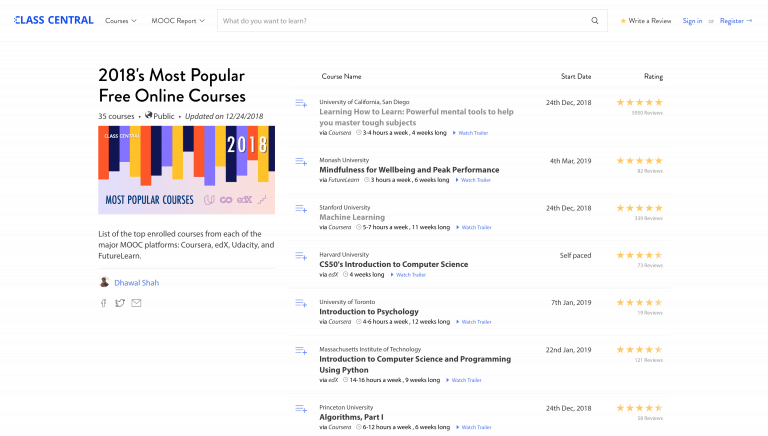 CLASS CENTRAL
Courses
MOOC Report
What do you want to learn?
Write a Review
Sign in
or
Register →
2018's Most Popular
Free Online Courses
35 courses • Public • Updated on 12/24/2018
CLASS CENTRAL
2018
MOST POPULAR COURSES
List of the top enrolled courses from each of the
major MOOC platforms: Coursera, edX, Udacity, and
FutureLearn.
Dhawal Shah
Course Name Start Date Rating
University of California, San Diego
Learning How to Learn: Powerful mental tools to help
you master tough subjects
via Coursera 3-4 hours a week , 4 weeks long Watch Trailer
24th Dec, 2018
Monash University
Mindfulness for Wellbeing and Peak Performance
via FutureLearn 3 hours a week , 6 weeks long Watch Trailer
4th Mar, 2019
82 Reviews
Stanford University
Machine Learning
via Coursera 5-7 hours a week , 11 weeks long Watch Trailer
24th Dec, 2018
Harvard University
CS50's Introduction to Computer Science
via edX 4 weeks long Watch Trailer
Self paced
73 Reviews
University of Toronto
Introduction to Psychology
via Coursera 4-6 hours a week , 12 weeks long Watch Trailer
7th Jan, 2019
19 Reviews
Massachusetts Institute of Technology
Introduction to Computer Science and Programming
Using Python
via edX 14-16 hours a week , 9 weeks long Watch Trailer
22nd Jan, 2019
121 Reviews
Princeton University
Algorithms, Part I
via Coursera 6-12 hours a week , 6 weeks long Watch Trailer
24th Dec, 2018